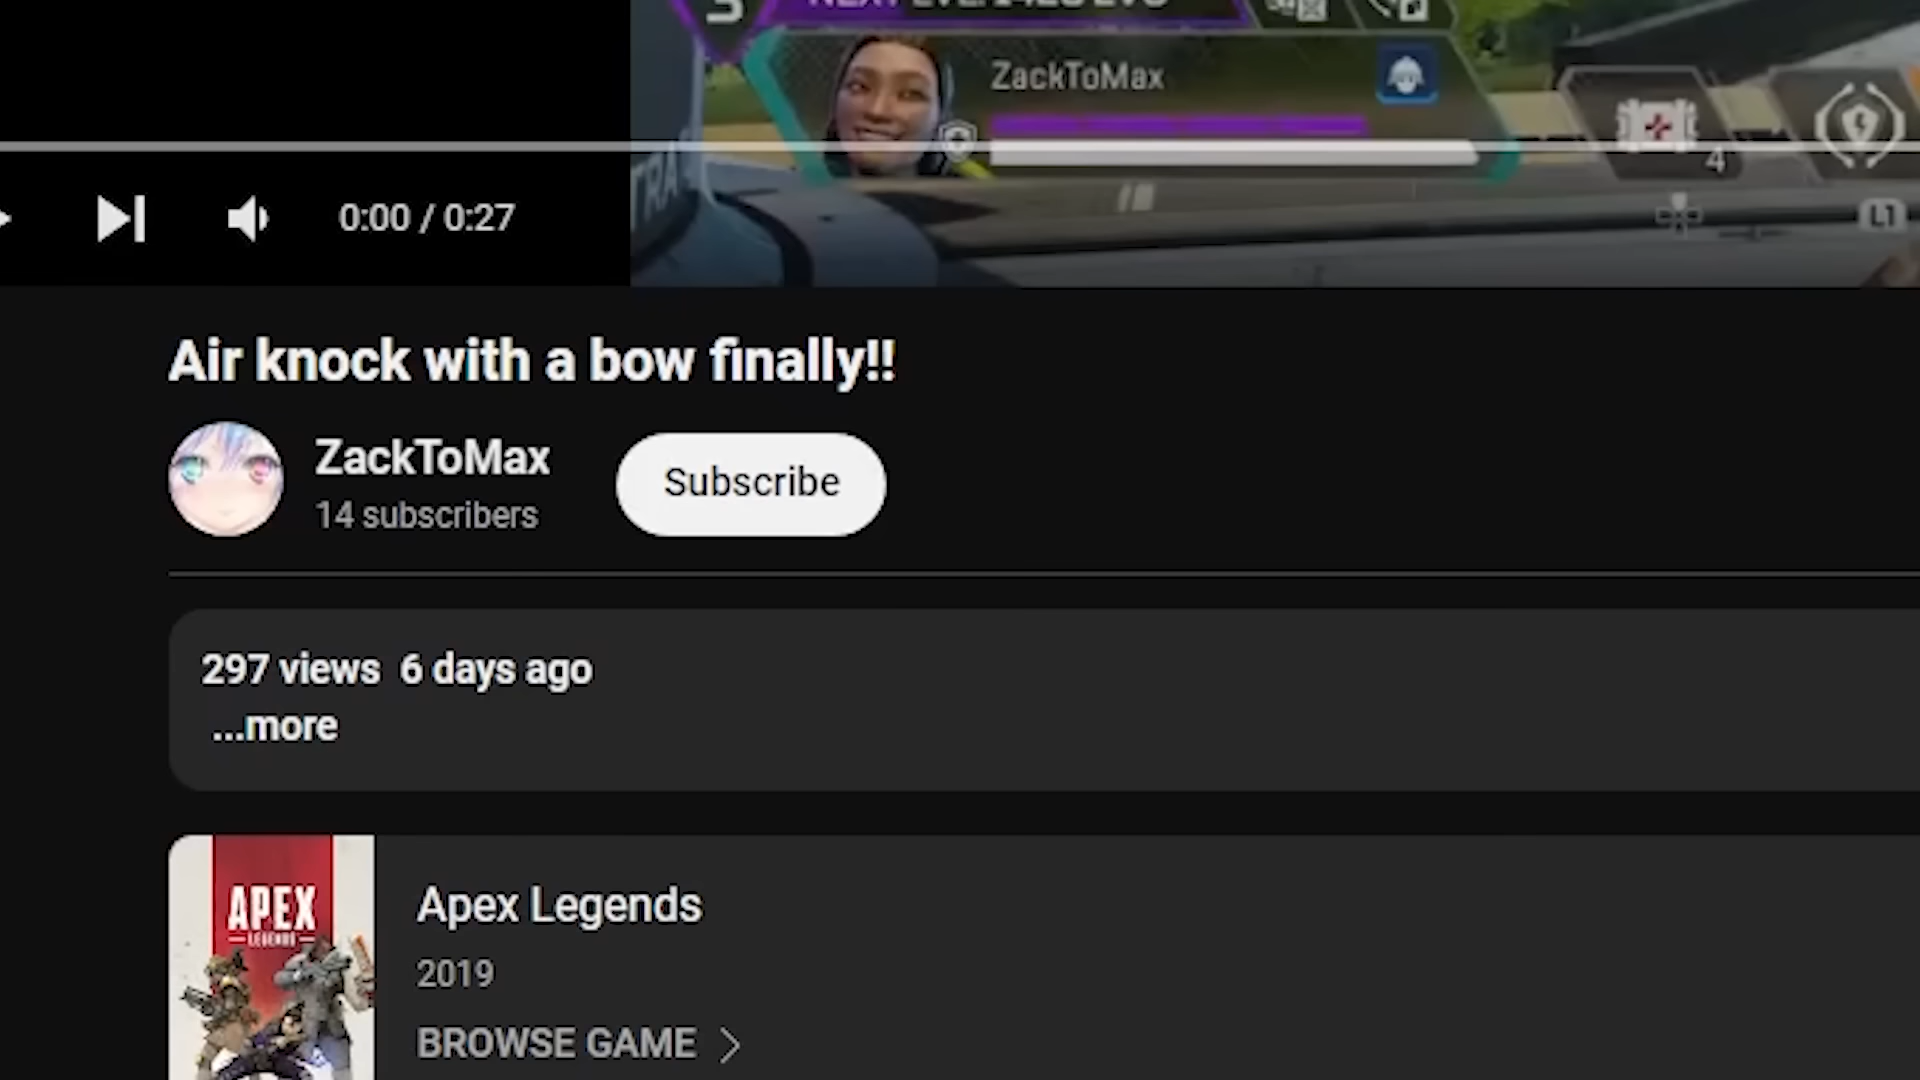 ZackToMax
4
L1
0:00 / 0:27
Air knock with a bow finally!!
ZackToMax
14 subscribers
Subscribe
297 views 6 days ago
...more
APEX
LEGENDS
Apex Legends
2019
BROWSE GAME